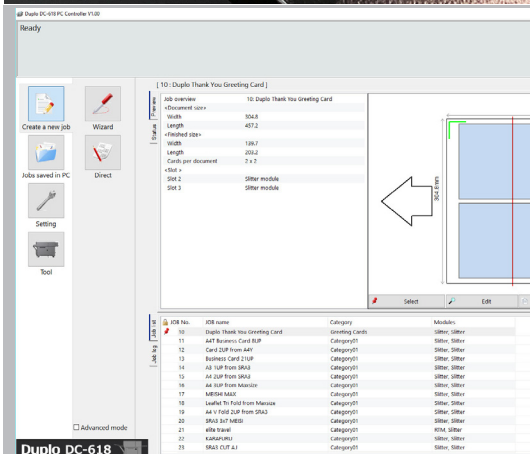 Duplo DC-618 PC Controller V1.00
Ready
Create a new job
Wizard
Jobs saved in PC
Direct
Setting
Tool
Advanced mode
Duplo DC-618
[ 10 : Duplo Thank You Greeting Card ]
Preview
Status
Job overview 10: Duplo Thank You Greeting Card
<Document size>
Width 304.8
Length 457.2
<Finished size>
Width 139.7
Length 203.2
Cards per document 2 x 2
<Slot >
Slot 2 Slitter module
Slot 3 Slitter module
304.8mm
Select
Edit
Job list
Job log
JOB No. JOB name Category Modules
10 Duplo Thank You Greeting Card Greeting Cards Slitter, Slitter
11 A4T Business Card 8UP Category01 Slitter, Slitter
12 Card 2UP from A4Y Category01 Slitter, Slitter
13 Business Card 21UP Category01 Slitter, Slitter
14 A3 1UP from SRA3 Category01 Slitter, Slitter
15 A4 2UP from SRA3 Category01 Slitter, Slitter
16 A4 3UP from Maxsize Category01 Slitter, Slitter
17 MEISHI MAX Category01 Slitter, Slitter
18 Leaflet Tri Fold from Maxsize Category01 Slitter, Slitter
19 A4 V Fold 2UP from SRA3 Category01 Slitter, Slitter
20 SRA3 3x7 MEISI Category01 Slitter, Slitter
21 elite travel Category01 RTM, Slitter
22 KARAFURU Category01 Slitter, Slitter
23 SRA3 CUT A.I Category01 Slitter, Slitter